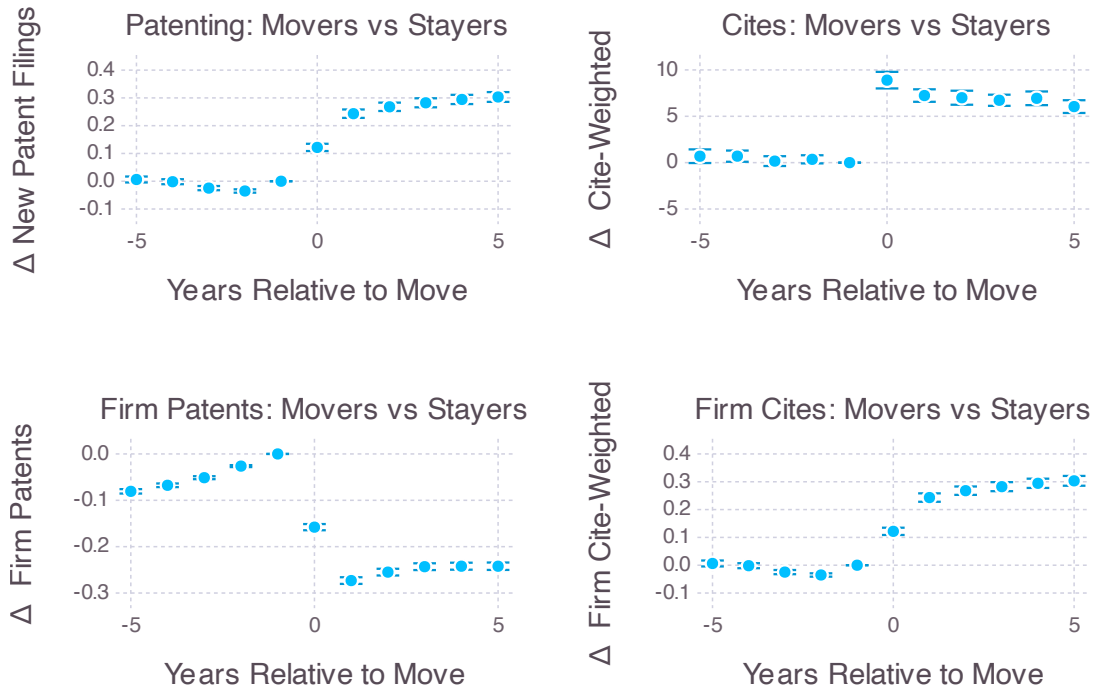 Patenting: Movers vs Stayers
Δ New Patent Filings
0.4
0.3
0.2
0.1
0.0
-0.1
-5
0
5
Years Relative to Move
Cites: Movers vs Stayers
Δ Cite-Weighted
10
5
0
-5
-5
0
5
Years Relative to Move
Firm Patents: Movers vs Stayers
Δ Firm Patents
0.0
-0.1
-0.2
-0.3
-5
0
5
Years Relative to Move
Firm Cites: Movers vs Stayers
Δ Firm Cite-Weighted
0.4
0.3
0.2
0.1
0.0
-0.1
-5
0
5
Years Relative to Move